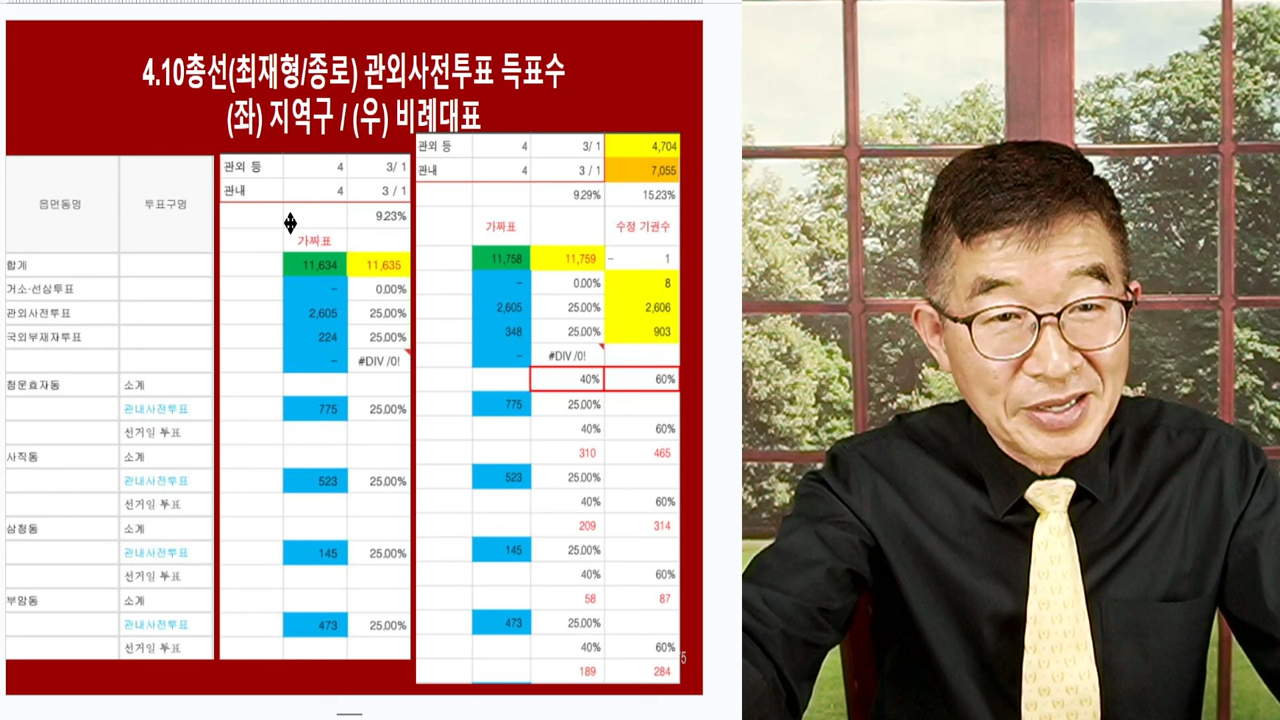 4.10총선(최재형/종로) 관외사전투표 득표수
(좌) 지역구 / (우) 비례대표
읍면동명 투표구명
합계
거소·선상투표
관외사전투표
국외부재자투표
청운효자동 소계
관내사전투표
선거일 투표
사직동 소계
관내사전투표
선거일 투표
삼청동 소계
관내사전투표
선거일 투표
부암동 소계
관내사전투표
선거일 투표
관외 등 4 3/ 1
관내 4 3 / 1
9.23%
가짜표
11,634 11,635
– 0.00%
2,605 25.00%
224 25.00%
– #DIV /0!
775 25.00%
523 25.00%
145 25.00%
473 25.00%
관외 등 4 3/ 1 4,704
관내 4 3 / 1 7,055
9.29% 15.23%
가짜표 수정 기권수
11,758 11,759 – 1
– 0.00% 8
2,605 25.00% 2,606
348 25.00% 903
– #DIV /0!
40% 60%
775 25.00%
40% 60%
310 465
523 25.00%
40% 60%
209 314
145 25.00%
40% 60%
58 87
473 25.00%
40% 60%
189 284
5